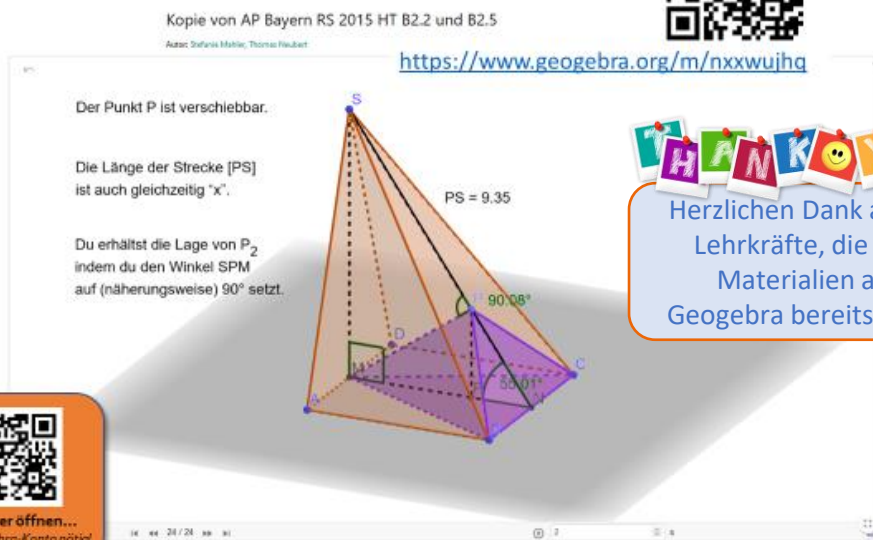 Kopie von AP Bayern RS 2015 HT B2.2 und B2.5
Autor: Stefanie Mahler, Thomas Neubert
https://www.geogebra.org/m/nxxwujhq
Der Punkt P ist verschiebbar.
S
Die Länge der Strecke [PS]
ist auch gleichzeitig "x".
PS = 9.35
THANK
Herzlichen Dank a
Lehrkräfte, die
Materialien a
Geogebra bereits
Du erhältst die Lage von P2
indem du den Winkel SPM
auf (näherungsweise) 90° setzt.
P
90.08°
D
M
C
55.01°
A
N
B
er öffnen...
24 / 24
2
s